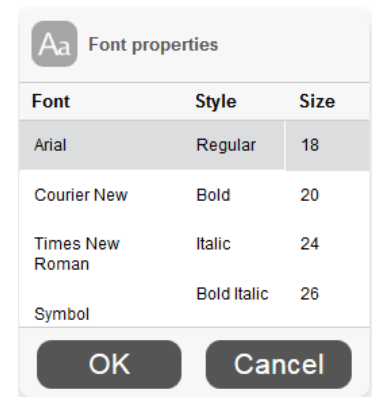 Aa Font properties
Font Style Size
Arial Regular 18
Courier New Bold 20
Times New Italic 24
Roman
Bold Italic 26
Symbol
OK Cancel